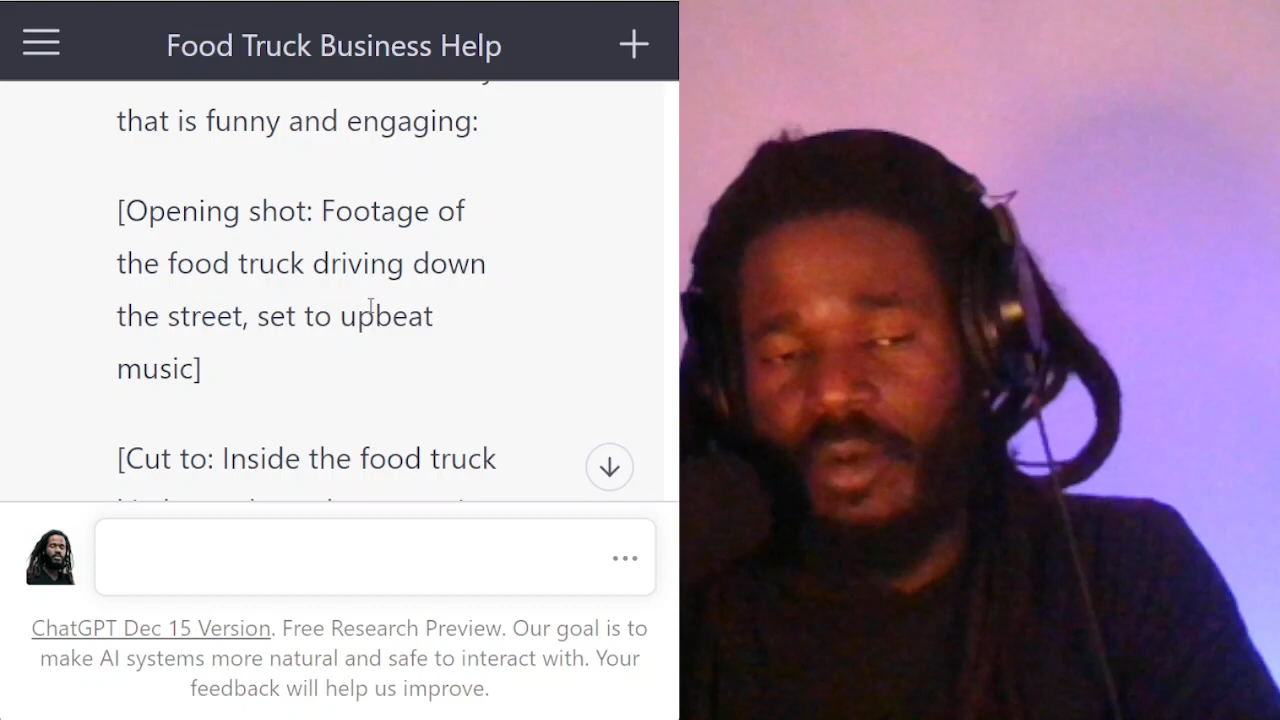 Food Truck Business Help
that is funny and engaging:
[Opening shot: Footage of
the food truck driving down
the street, set to upbeat
music]
[Cut to: Inside the food truck
ChatGPT Dec 15 Version. Free Research Preview. Our goal is to
make AI systems more natural and safe to interact with. Your
feedback will help us improve.